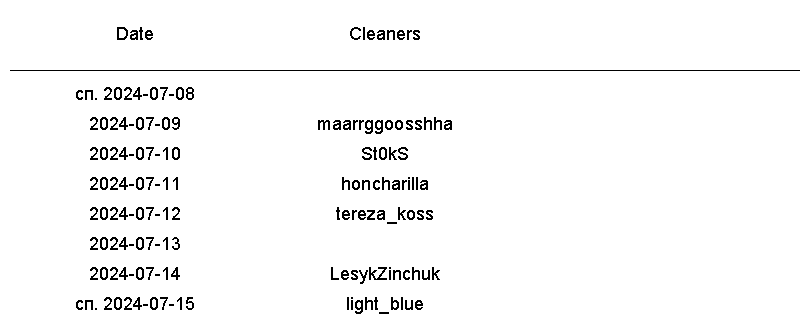 Date Cleaners
сп. 2024-07-08
2024-07-09 maarrggoosshha
2024-07-10 St0kS
2024-07-11 honcharilla
2024-07-12 tereza_koss
2024-07-13
2024-07-14 LesykZinchuk
сп. 2024-07-15 light_blue